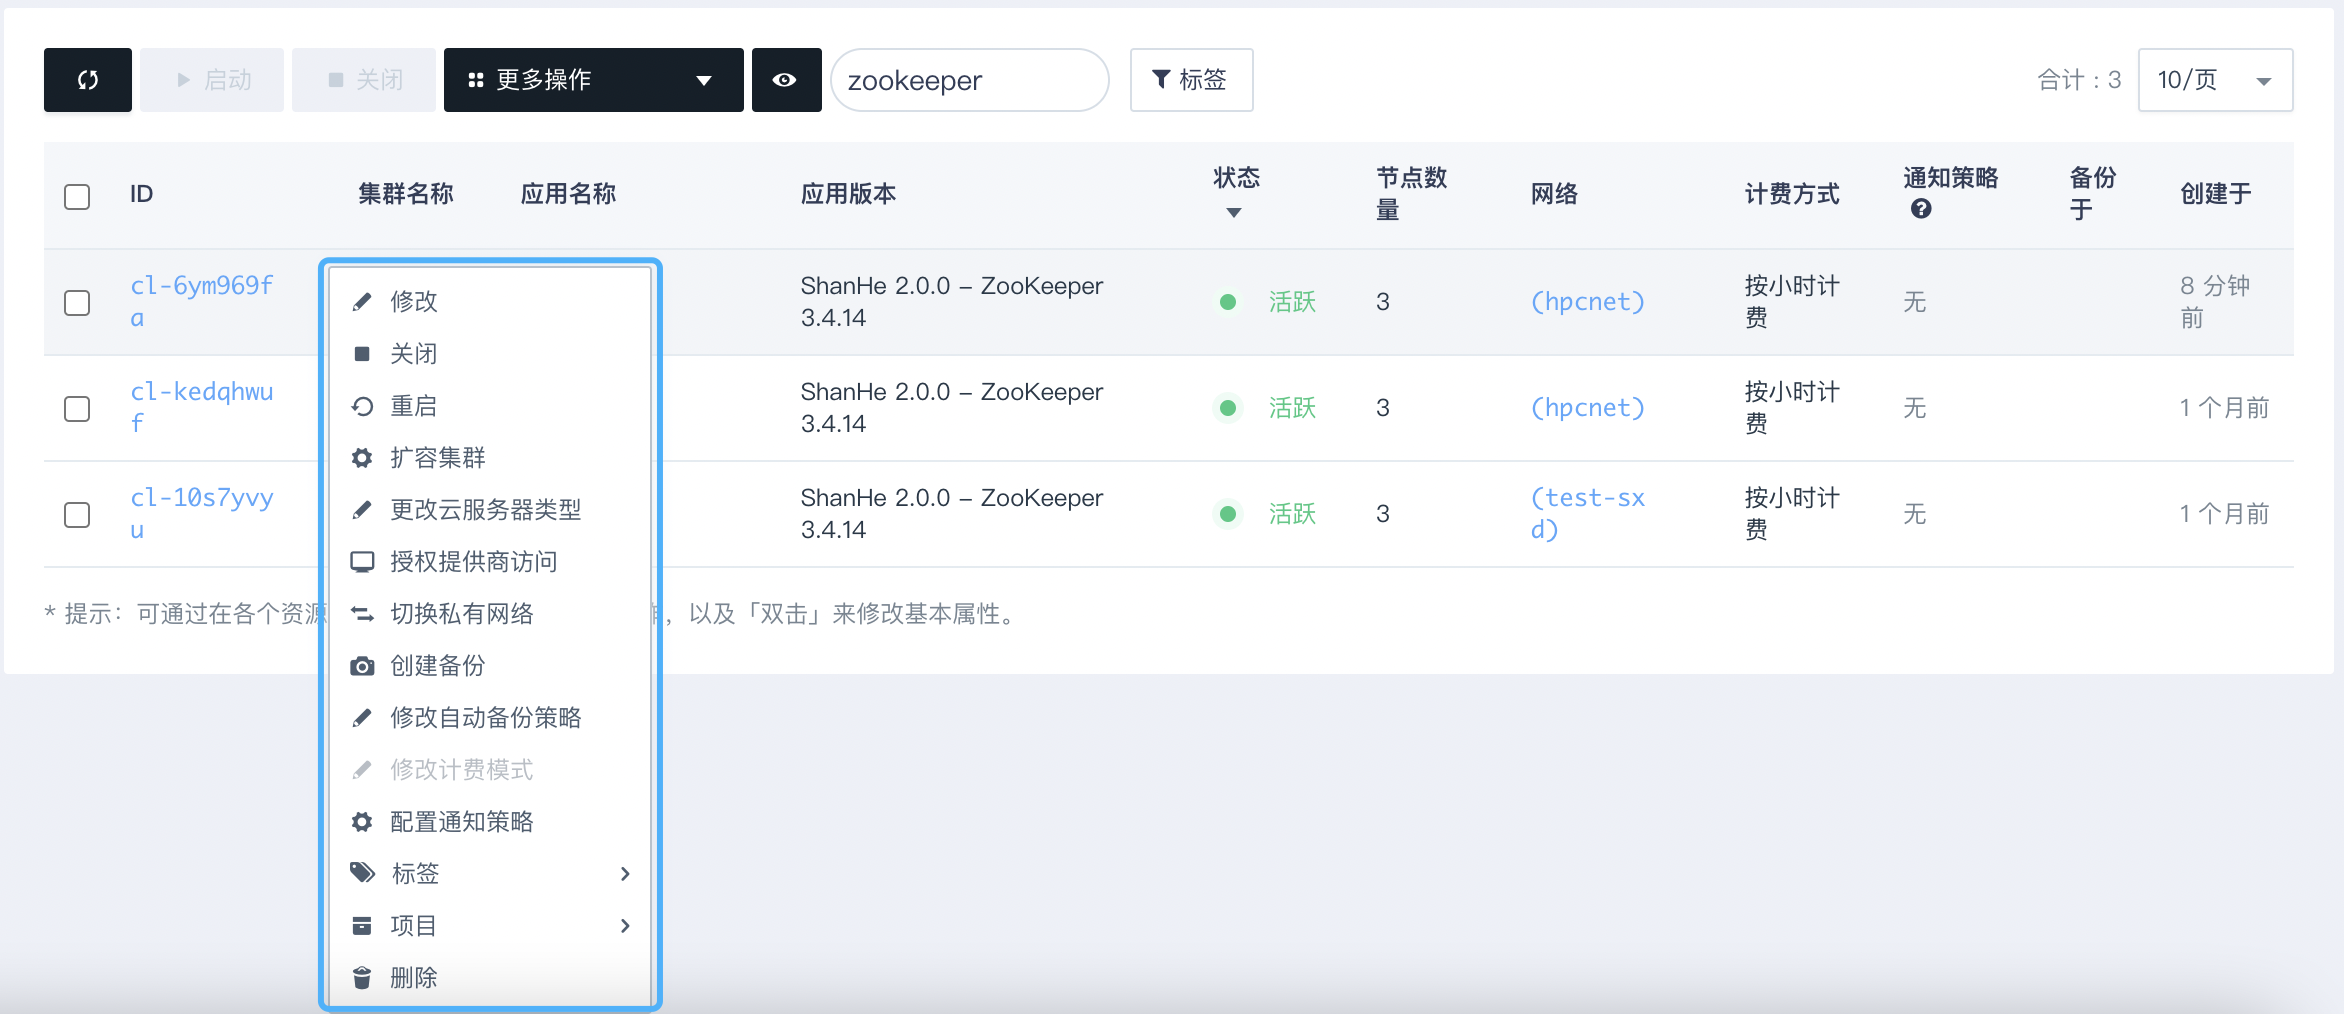 启动
关闭
更多操作
zookeeper
标签
合计 : 3
10/页
ID
集群名称
应用名称
应用版本
状态
节点数
量
网络
计费方式
通知策略
备份
于
创建于
cl-6ym969f
a
ShanHe 2.0.0 – ZooKeeper
3.4.14
活跃
3
(hpcnet)
按小时计
费
无
8 分钟
前
cl-kedqhwu
f
ShanHe 2.0.0 – ZooKeeper
3.4.14
活跃
3
(hpcnet)
按小时计
费
无
1 个月前
cl-10s7yvy
u
ShanHe 2.0.0 – ZooKeeper
3.4.14
活跃
3
(test-sx
d)
按小时计
费
无
1 个月前
* 提示：可通过在各个资源
，以及「双击」来修改基本属性。
修改
关闭
重启
扩容集群
更改云服务器类型
授权提供商访问
切换私有网络
创建备份
修改自动备份策略
修改计费模式
配置通知策略
标签
项目
删除